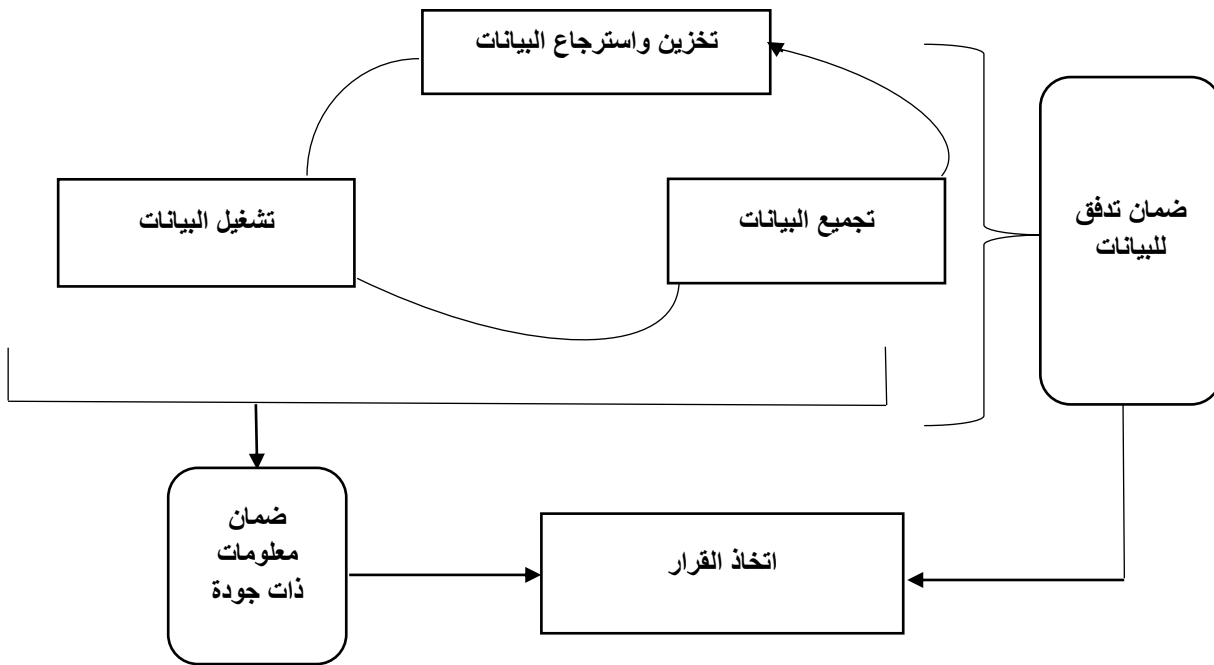 تخزين واسترجاع البيانات
تجميع البيانات
تشغيل البيانات
ضمان تدفق
للبيانات
ضمان
معلومات
ذات جودة
اتخاذ القرار